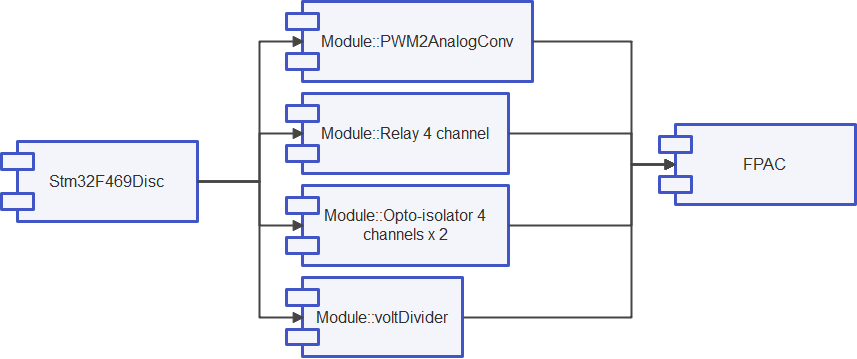 Module::PWM2AnalogConv
Module::Relay 4 channel
Stm32F469Disc
FPAC
Module::Opto-isolator 4
channels x 2
Module::voltDivider